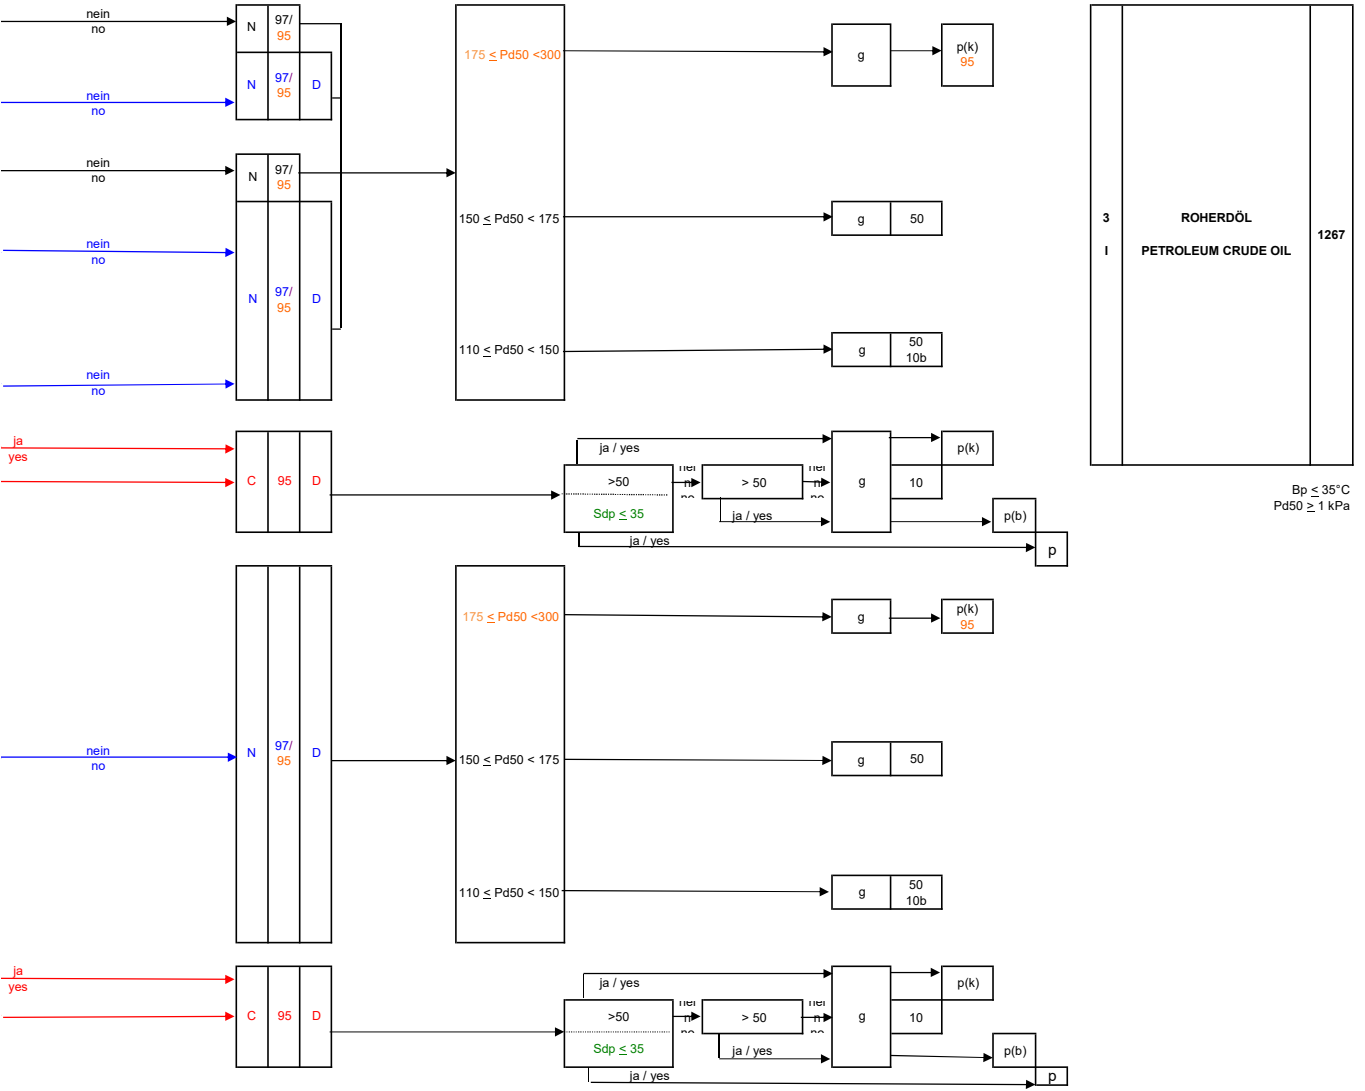 nein
no
N
97/
95
nein
no
N
97/
95
D
175 ≤ Pd50 <300
g
p(k)
95
nein
no
N
97/
95
nein
no
N
97/
95
D
nein
no
150 ≤ Pd50 < 175
g
50
110 ≤ Pd50 < 150
g
50
10b
3
I
ROHERDÖL
PETROLEUM CRUDE OIL
1267
Bp ≤ 35°C
Pd50 ≥ 1 kPa
ja
yes
C
95
D
ja / yes
>50
Sdp ≤ 35
> 50
ja / yes
ja / yes
g
p(k)
10
p(b)
p
175 ≤ Pd50 <300
g
p(k)
95
nein
no
N
97/
95
D
150 ≤ Pd50 < 175
g
50
110 ≤ Pd50 < 150
g
50
10b
ja
yes
C
95
D
ja / yes
>50
Sdp ≤ 35
> 50
ja / yes
ja / yes
g
p(k)
10
p(b)
p